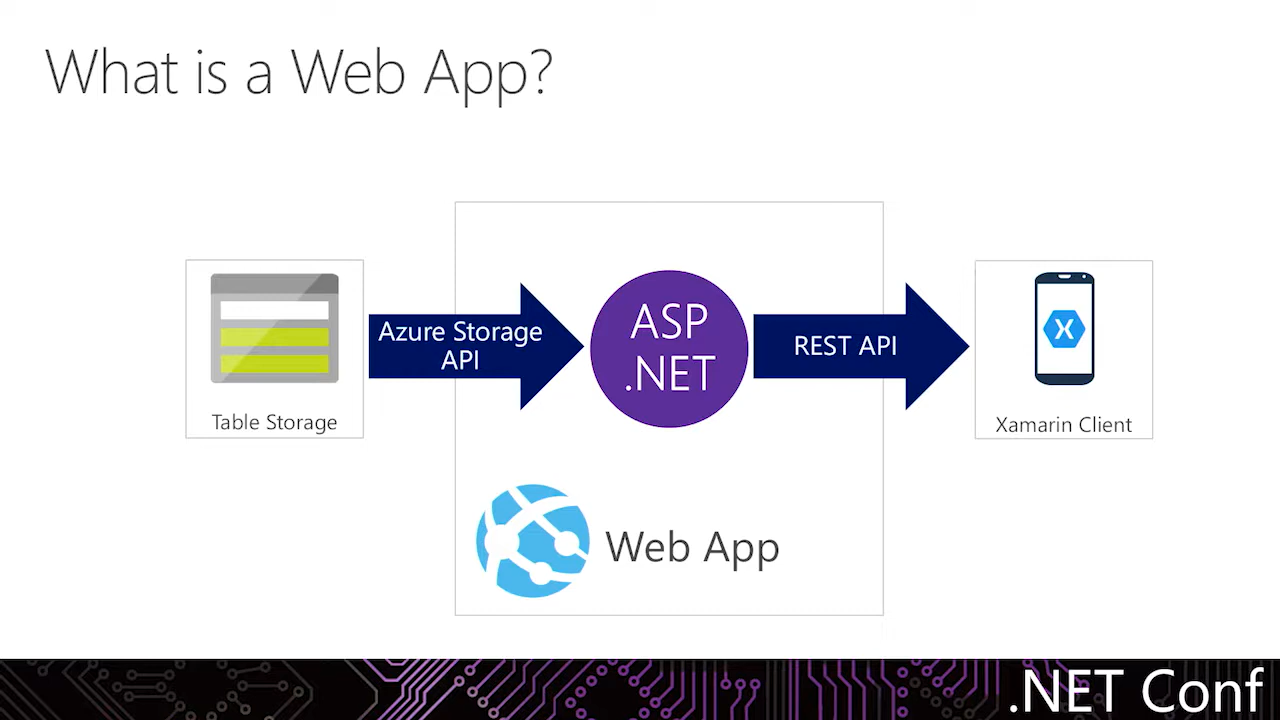 What is a Web App?
Azure Storage
API
ASP
.NET
REST API
Table Storage
X
Xamarin Client
Web App
.NET Conf